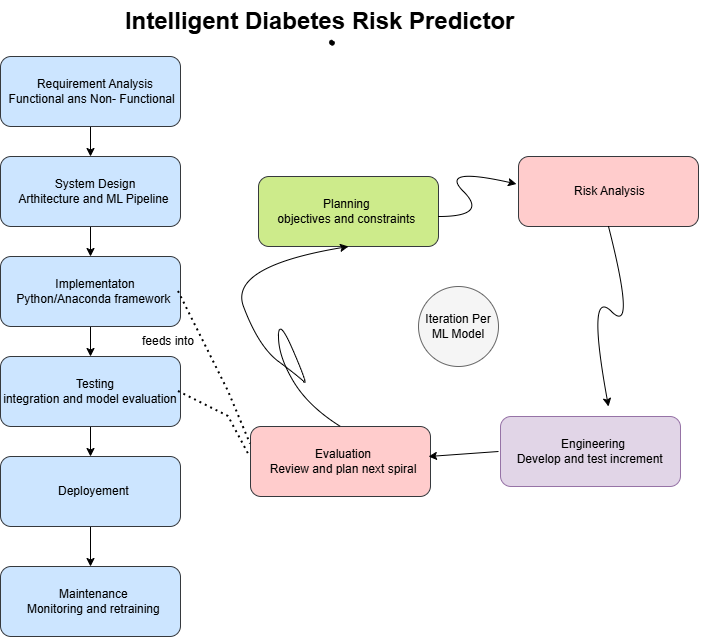 Intelligent Diabetes Risk Predictor
Requirement Analysis
Functional ans Non- Functional
System Design
Arthitecture and ML Pipeline
Implementaton
Python/Anaconda framework
feeds into
Testing
integration and model evaluation
Deployement
Maintenance
Monitoring and retraining
Planning
objectives and constraints
Risk Analysis
Iteration Per
ML Model
Engineering
Develop and test increment
Evaluation
Review and plan next spiral